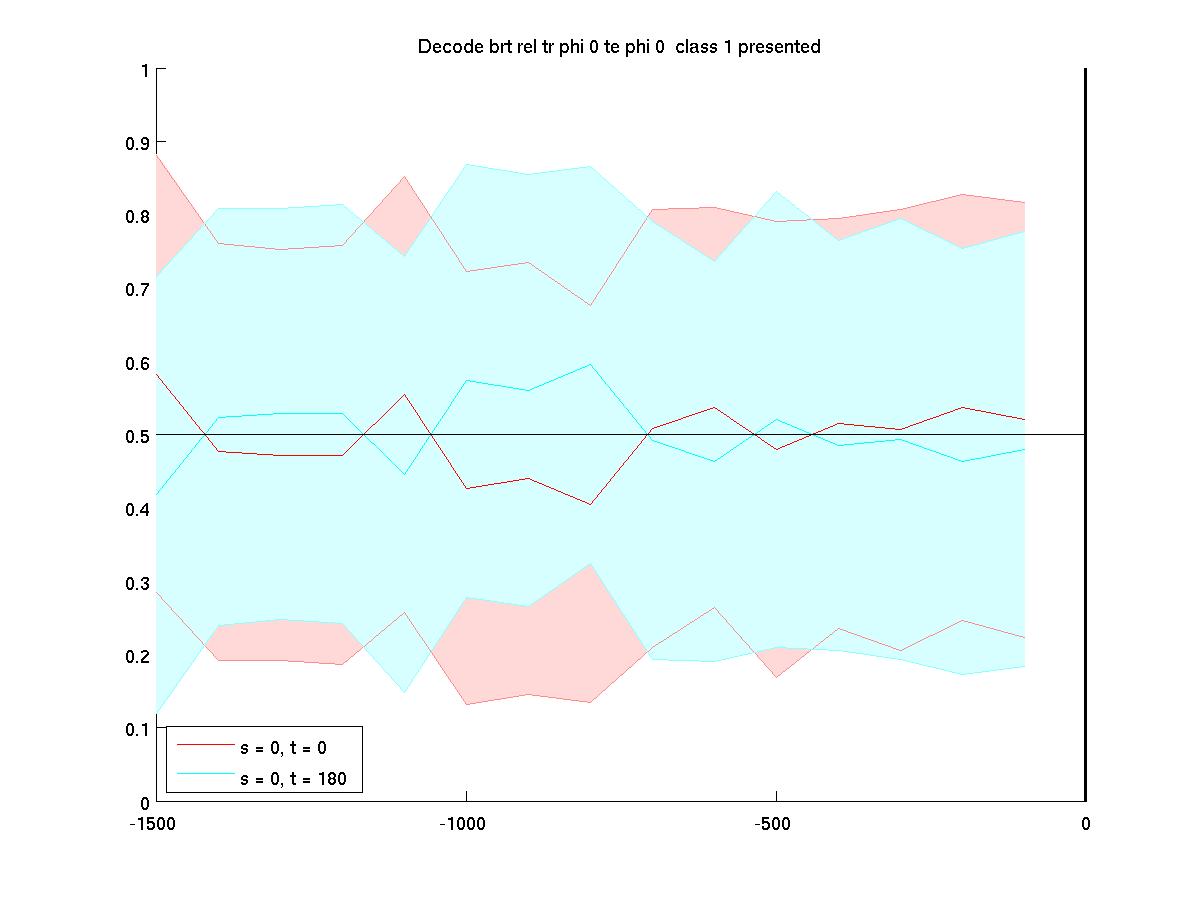 Decode brt rel tr phi 0 te phi 0 class 1 presented
1
0.9
0.8
0.7
0.6
0.5
0.4
0.3
0.2
0.1
0
s = 0, t = 0
s = 0, t = 180
-1500 -1000 -500 0